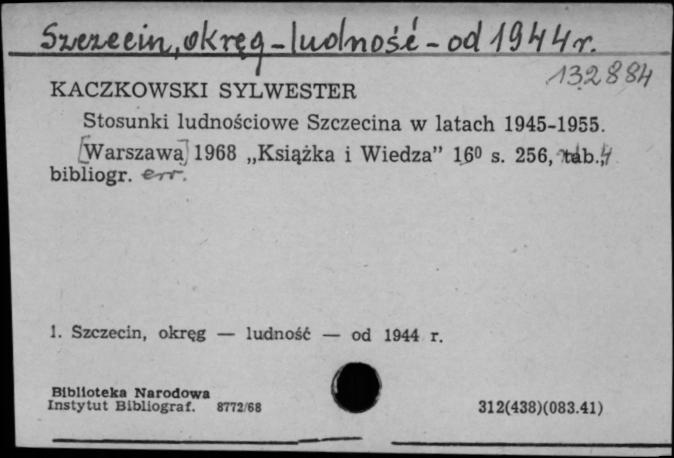 Szczecin, okręg - ludność - od 1944 r.
132884
KACZKOWSKI SYLWESTER
Stosunki ludnościowe Szczecina w latach 1945-1955.
[Warszawa] 1968 „Książka i Wiedza” 16⁰ s. 256, tab.,
bibliogr. err.
1. Szczecin, okręg — ludność — od 1944 r.
Biblioteka Narodowa
Instytut Bibliograf. 8772/68
312(438)(083.41)